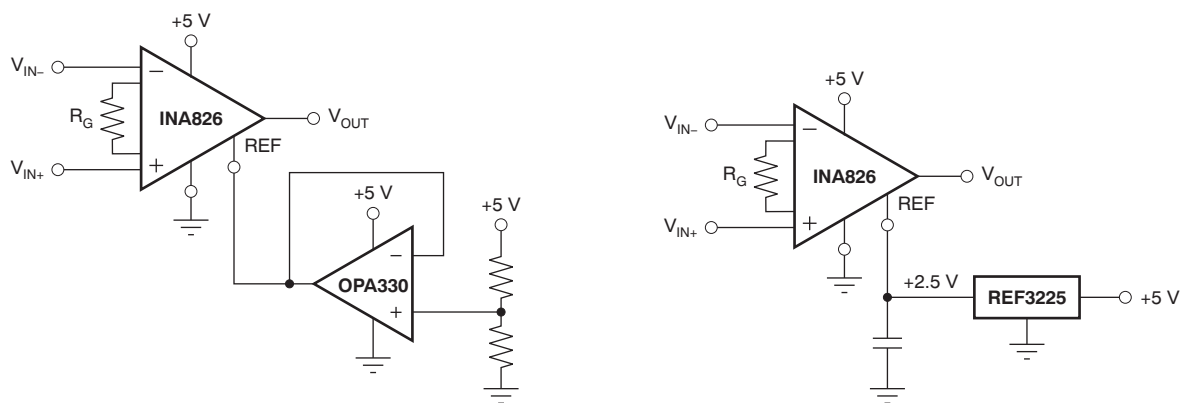 +5 V
V_IN–
–
R_G
INA826
V_OUT
REF
V_IN+
+
+5 V
+5 V
–
OPA330
+
+5 V
V_IN–
–
R_G
INA826
V_OUT
REF
V_IN+
+
+2.5 V
REF3225
+5 V